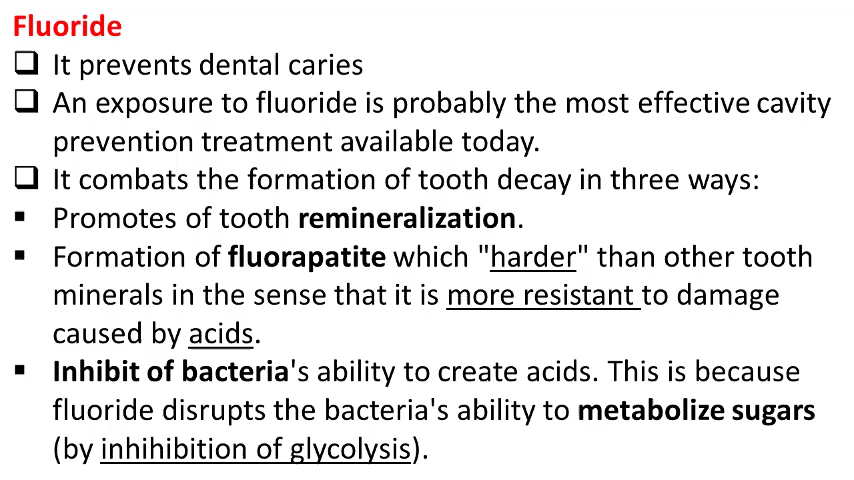 Fluoride
❑ It prevents dental caries
❑ An exposure to fluoride is probably the most effective cavity
prevention treatment available today.
❑ It combats the formation of tooth decay in three ways:
▪ Promotes of tooth remineralization.
▪ Formation of fluorapatite which "harder" than other tooth
minerals in the sense that it is more resistant to damage
caused by acids.
▪ Inhibit of bacteria's ability to create acids. This is because
fluoride disrupts the bacteria's ability to metabolize sugars
(by inhihibition of glycolysis).